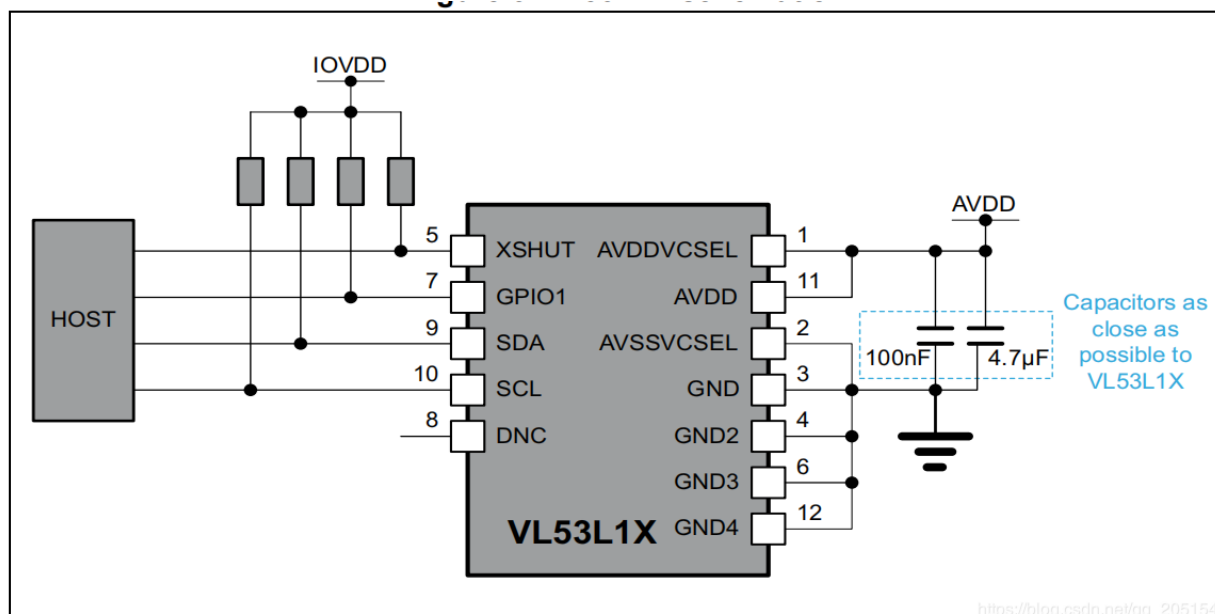 IOVDD
HOST
5
7
9
10
8
XSHUT
GPIO1
SDA
SCL
DNC
AVDDVCSEL
AVDD
AVSSVCSEL
GND
GND2
GND3
GND4
VL53L1X
1
11
2
3
4
6
12
AVDD
100nF
4.7µF
Capacitors as
close as
possible to
VL53L1X